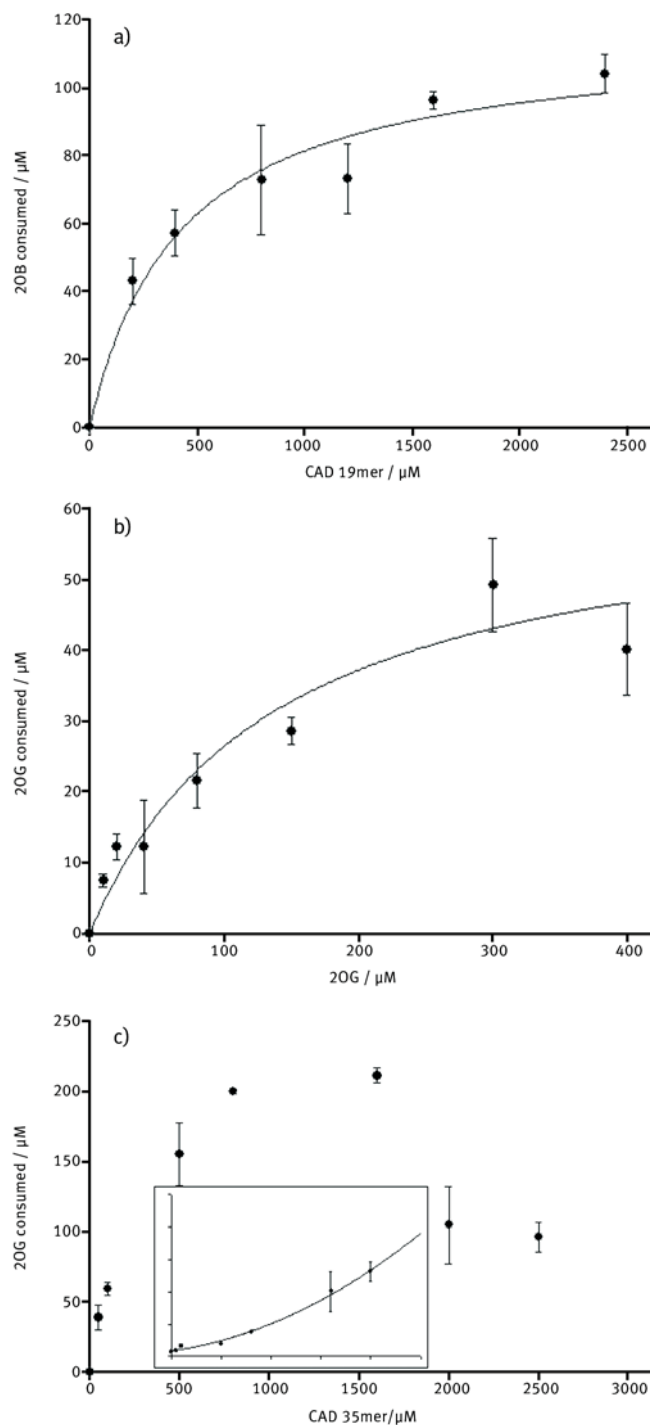 a)
120
100
80
60
40
20
0
2OB consumed / µM
0 500 1000 1500 2000 2500
CAD 19mer / µM
b)
60
50
40
30
20
10
0
2OG consumed / µM
0 100 200 300 400
2OG / µM
c)
250
200
150
100
50
0
2OG consumed / µM
0 500 1000 1500 2000 2500 3000
CAD 35mer/µM